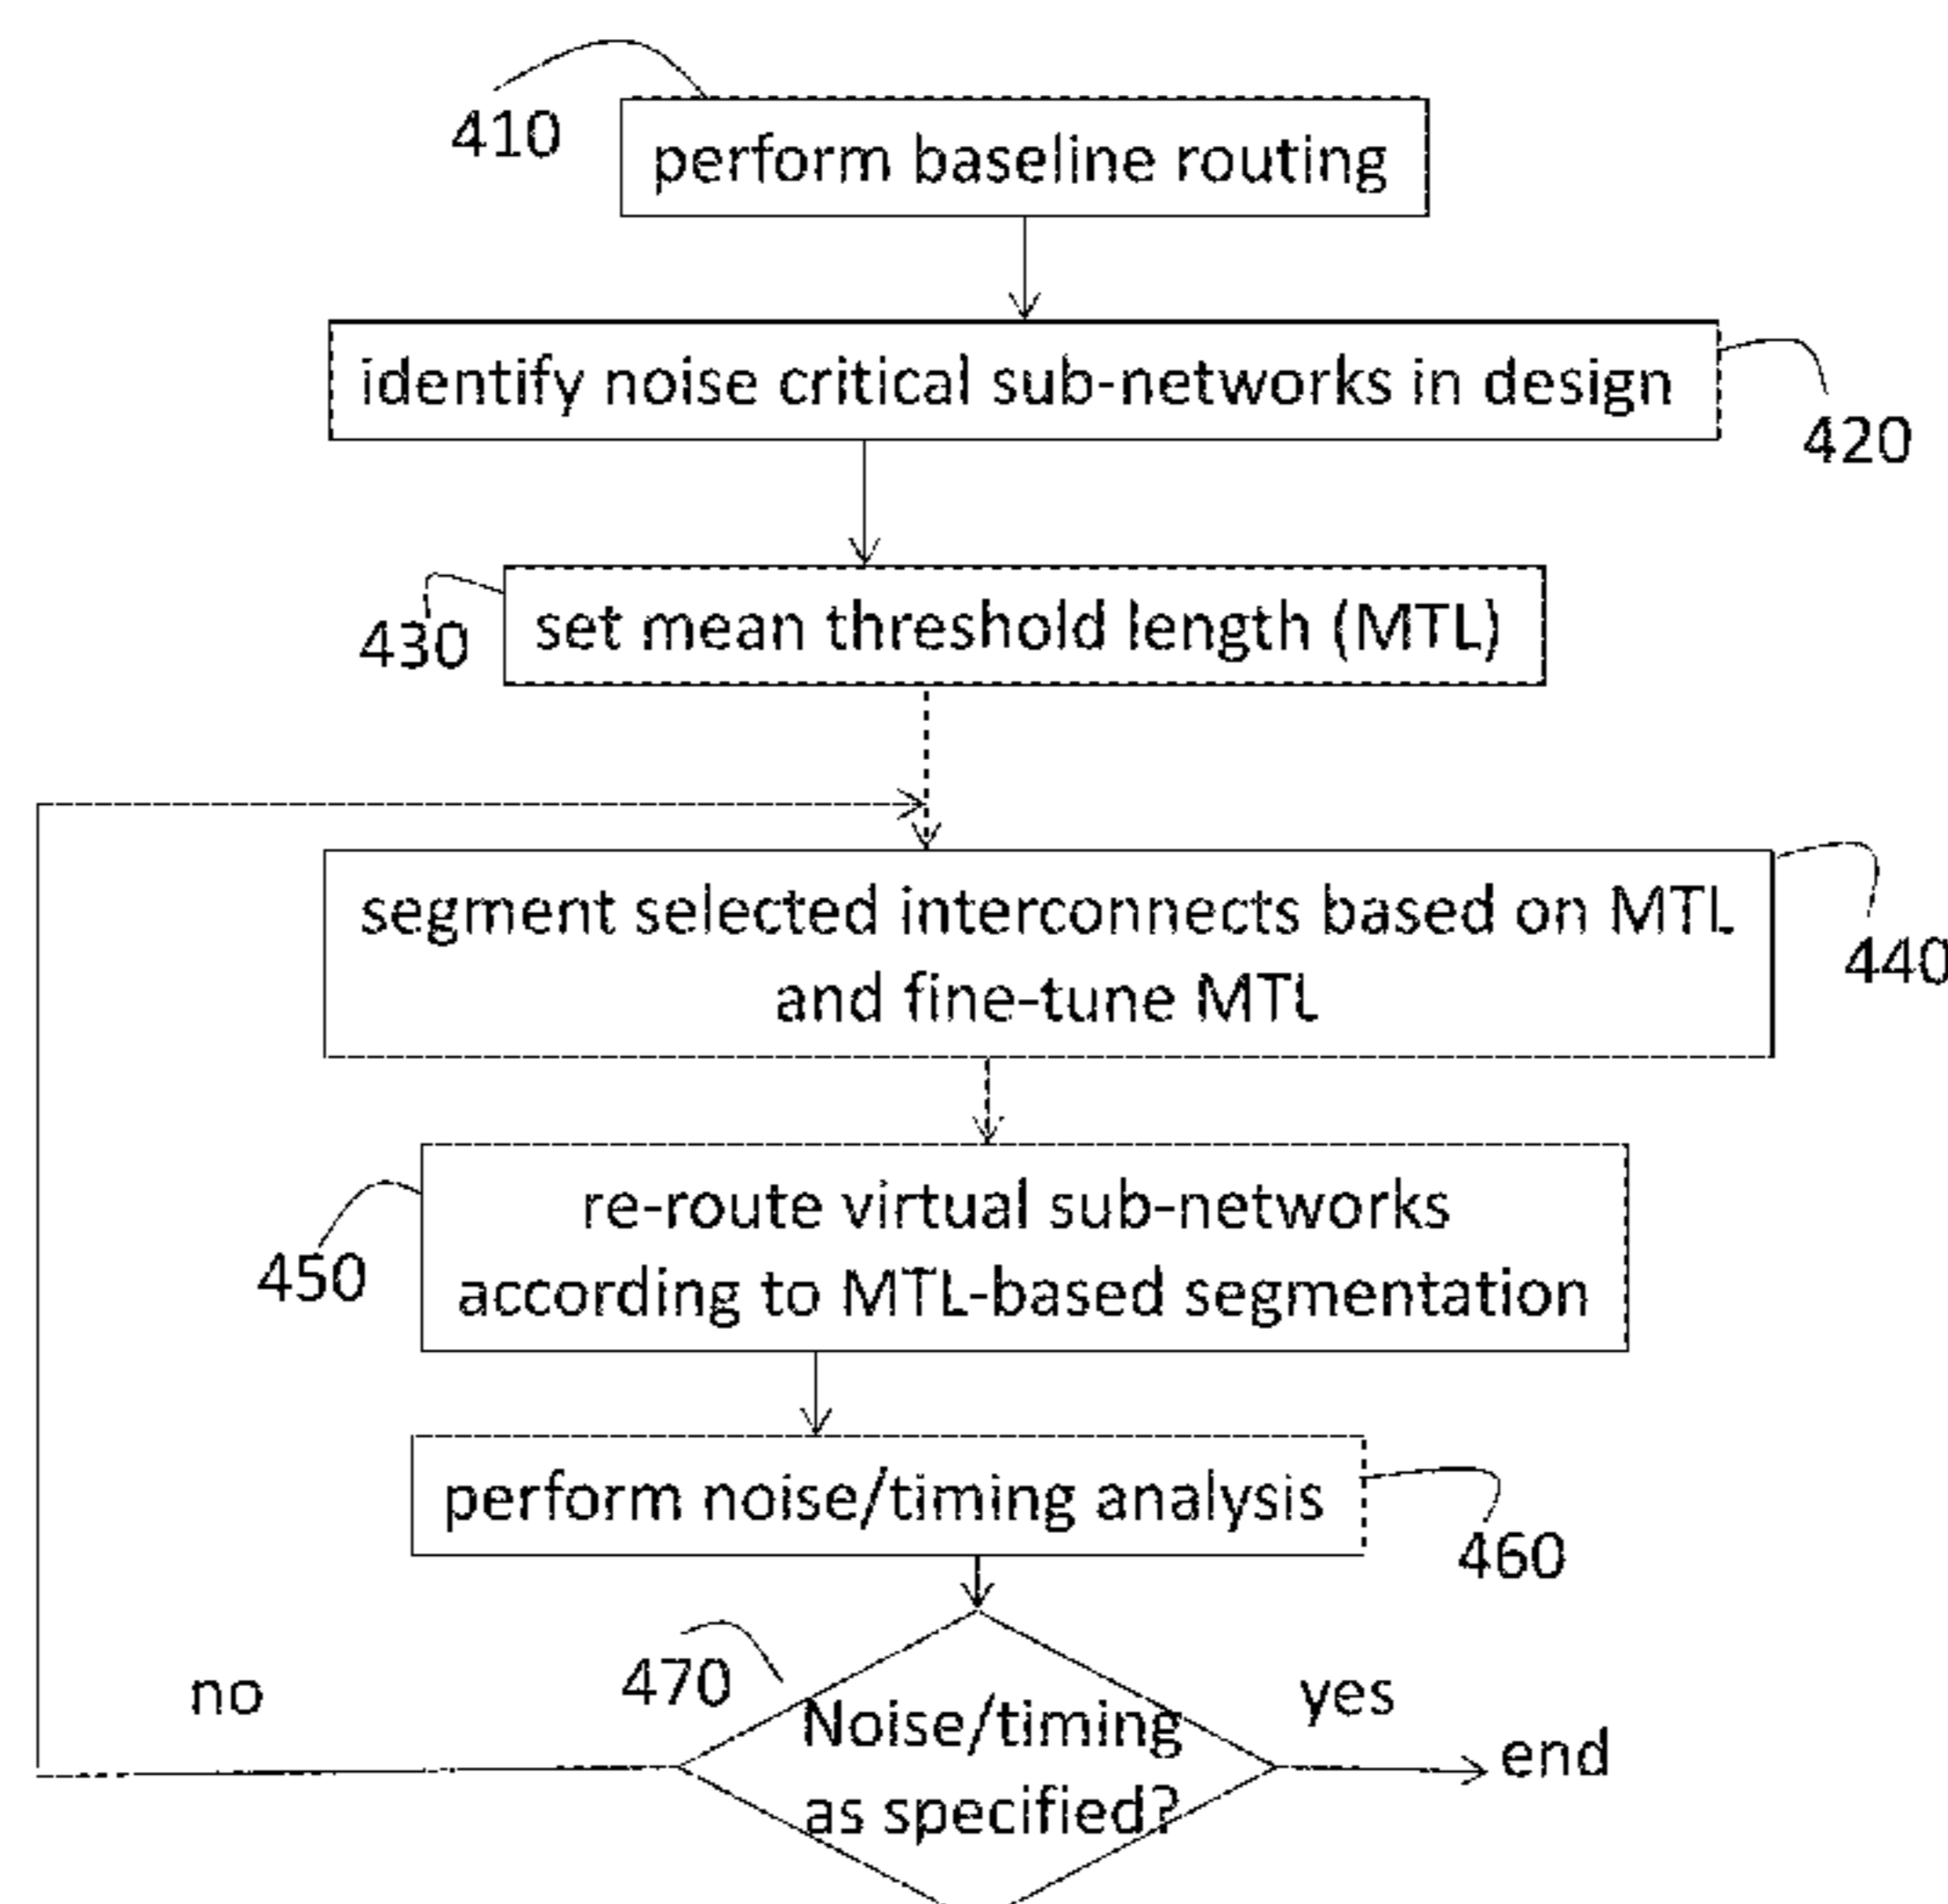 410
perform baseline routing
identify noise critical sub-networks in design
420
430
set mean threshold length (MTL)
segment selected interconnects based on MTL
and fine-tune MTL
440
re-route virtual sub-networks
according to MTL-based segmentation
450
perform noise/timing analysis
460
470
no
Noise/timing
as specified?
yes
end